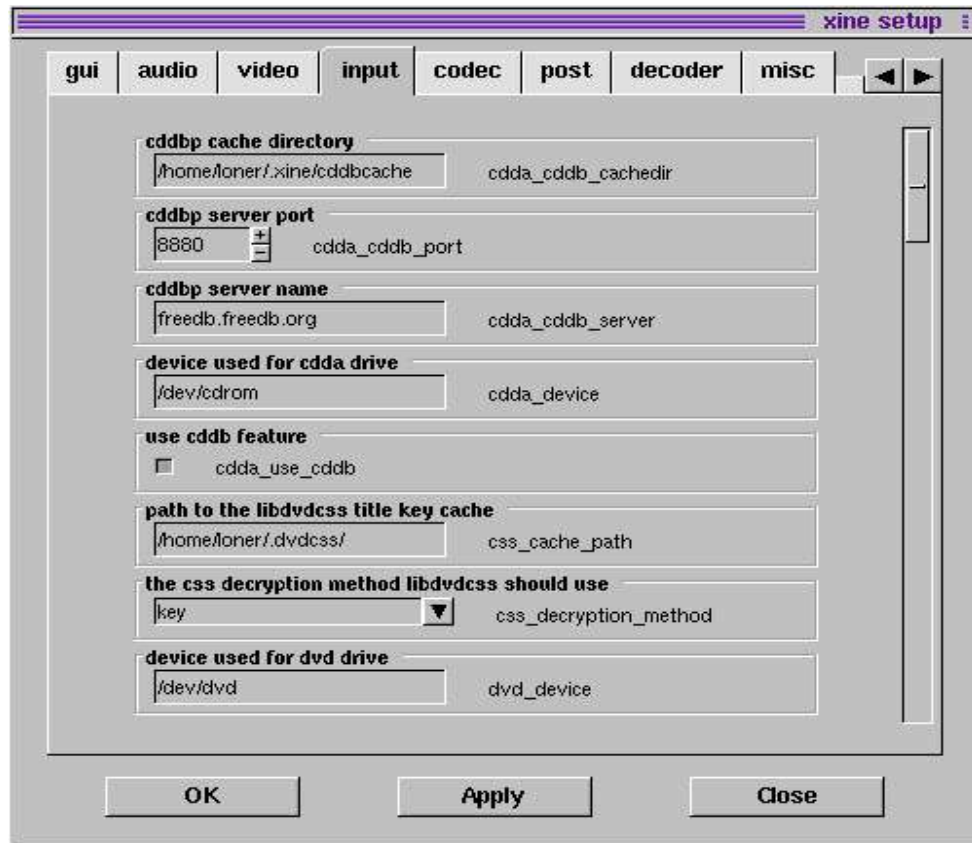 xine setup
gui audio video input codec post decoder misc
cddbp cache directory
/home/loner/.xine/cddbcache cdda_cddb_cachedir
cddbp server port
8880 cdda_cddb_port
cddbp server name
freedb.freedb.org cdda_cddb_server
device used for cdda drive
/dev/cdrom cdda_device
use cddb feature
cdda_use_cddb
path to the libdvdcss title key cache
/home/loner/.dvdcss/ css_cache_path
the css decryption method libdvdcss should use
key css_decryption_method
device used for dvd drive
/dev/dvd dvd_device
OK Apply Close